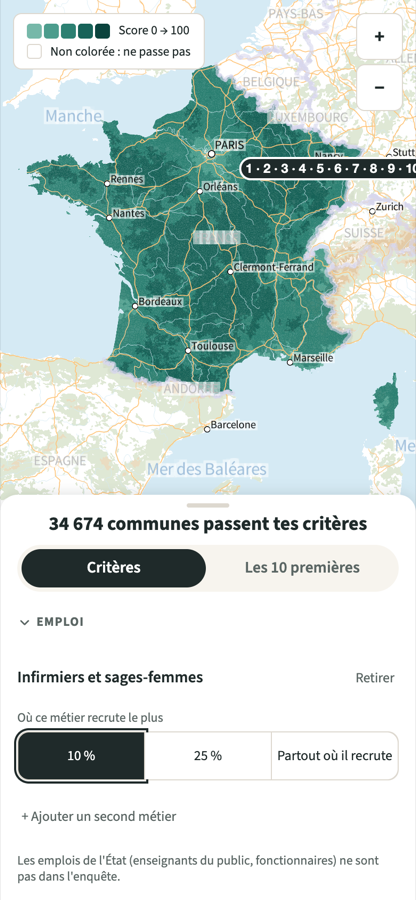 PAYS-BAS
Score 0 → 100
Non colorée : ne passe pas
+
−
BELGIQUE
LUXEMBOURG
Manche
PARIS
Nancy
Stutt
1 · 2 · 3 · 4 · 5 · 6 · 7 · 8 · 9 · 10
Rennes
Orléans
Nantes
Zurich
SUISSE
Clermont-Ferrand
Bordeaux
Toulouse
Marseille
ANDORRE
Barcelone
Me
ESPAGNE
Mer des Baléares
34 674 communes passent tes critères
Critères
Les 10 premières
EMPLOI
Infirmiers et sages-femmes
Retirer
Où ce métier recrute le plus
10 %
25 %
Partout où il recrute
+ Ajouter un second métier
Les emplois de l'État (enseignants du public, fonctionnaires) ne sont
pas dans l'enquête.